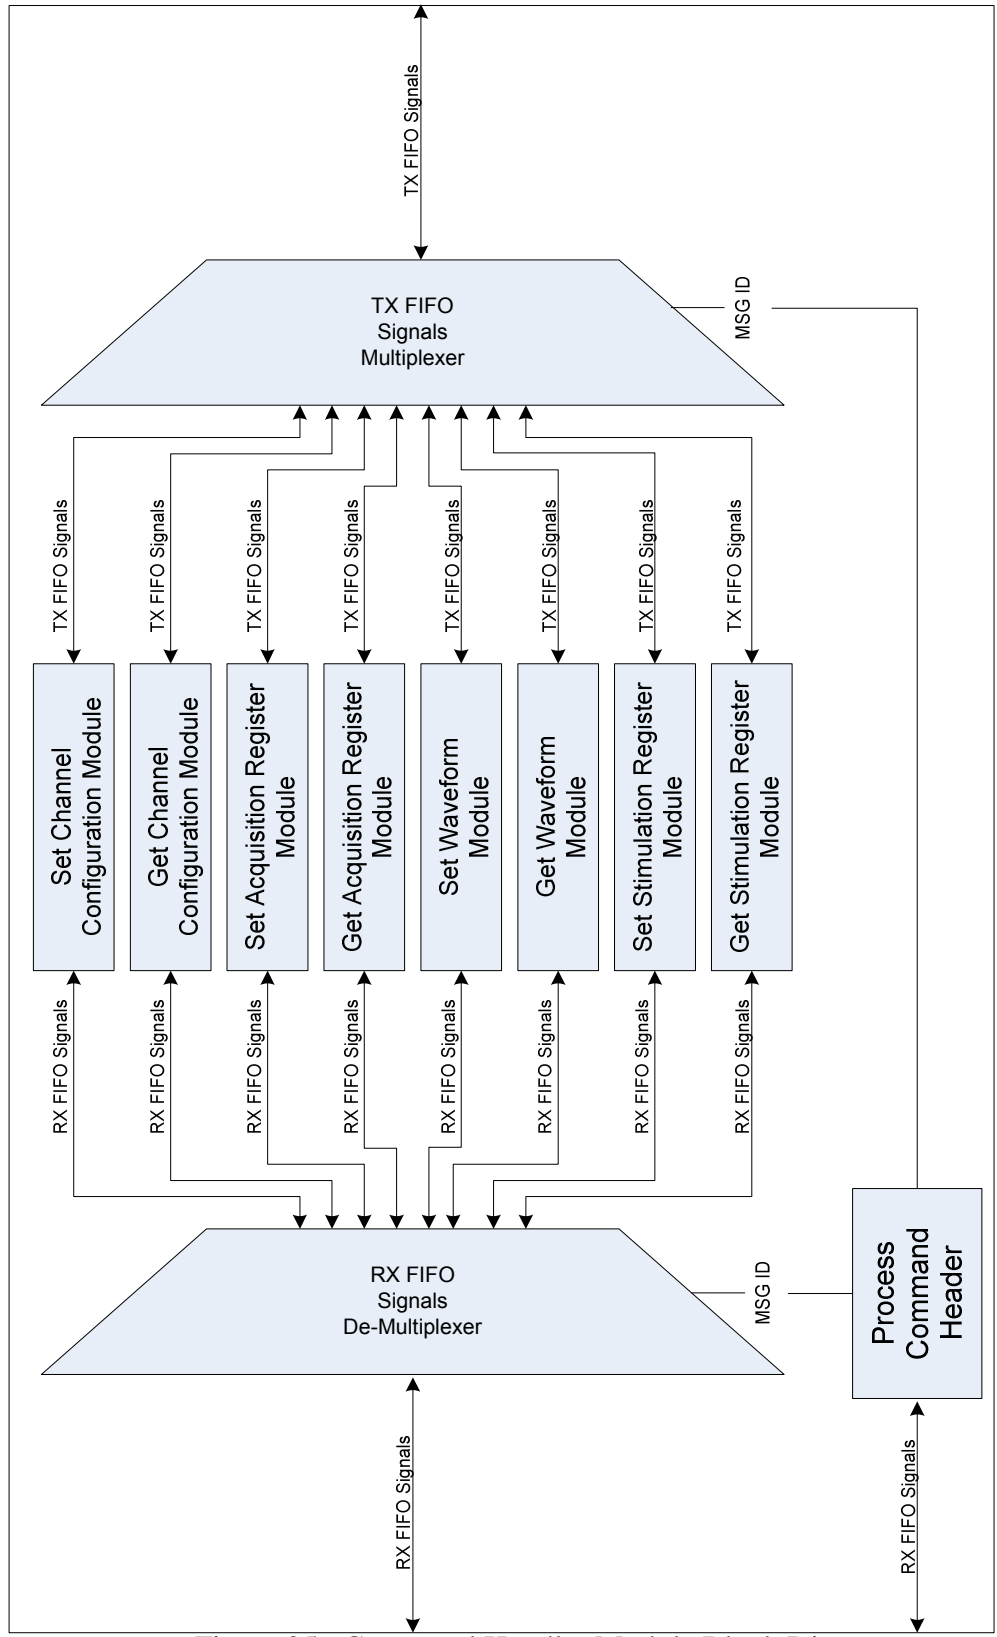 TX FIFO Signals
TX FIFO
Signals
Multiplexer
MSG ID
TX FIFO Signals
TX FIFO Signals
TX FIFO Signals
TX FIFO Signals
TX FIFO Signals
TX FIFO Signals
TX FIFO Signals
TX FIFO Signals
Set Channel
Configuration Module
Get Channel
Configuration Module
Set Acquisition Register
Module
Get Acquisition Register
Module
Set Waveform
Module
Get Waveform
Module
Set Stimulation Register
Module
Get Stimulation Register
Module
RX FIFO Signals
RX FIFO Signals
RX FIFO Signals
RX FIFO Signals
RX FIFO Signals
RX FIFO Signals
RX FIFO Signals
RX FIFO Signals
RX FIFO
Signals
De-Multiplexer
MSG ID
Process
Command
Header
RX FIFO Signals
RX FIFO Signals